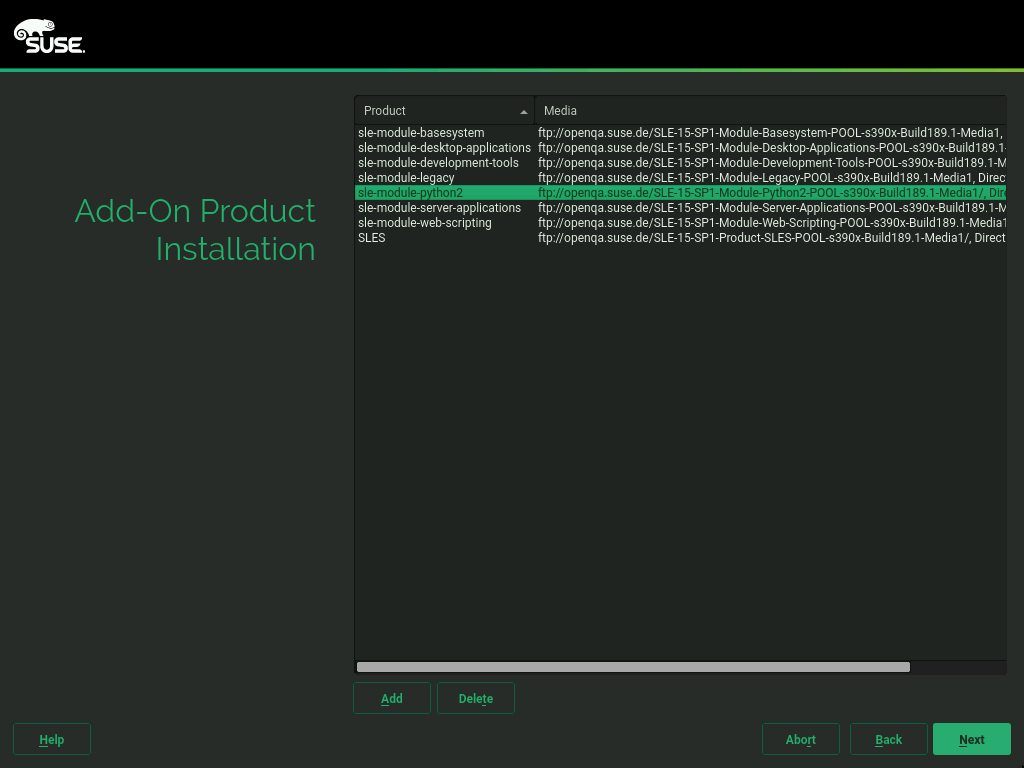 SUSE.
Add-On Product
Installation
Product Media
sle-module-basesystem ftp://openqa.suse.de/SLE-15-SP1-Module-Basesystem-POOL-s390x-Build189.1-Media1,
sle-module-desktop-applications ftp://openqa.suse.de/SLE-15-SP1-Module-Desktop-Applications-POOL-s390x-Build189.1-
sle-module-development-tools ftp://openqa.suse.de/SLE-15-SP1-Module-Development-Tools-POOL-s390x-Build189.1-M
sle-module-legacy ftp://openqa.suse.de/SLE-15-SP1-Module-Legacy-POOL-s390x-Build189.1-Media1, Direc
sle-module-python2 ftp://openqa.suse.de/SLE-15-SP1-Module-Python2-POOL-s390x-Build189.1-Media1/, Dire
sle-module-server-applications ftp://openqa.suse.de/SLE-15-SP1-Module-Server-Applications-POOL-s390x-Build189.1-M
sle-module-web-scripting ftp://openqa.suse.de/SLE-15-SP1-Module-Web-Scripting-POOL-s390x-Build189.1-Media1
SLES ftp://openqa.suse.de/SLE-15-SP1-Product-SLES-POOL-s390x-Build189.1-Media1/, Direct
Add Delete
Help Abort Back Next